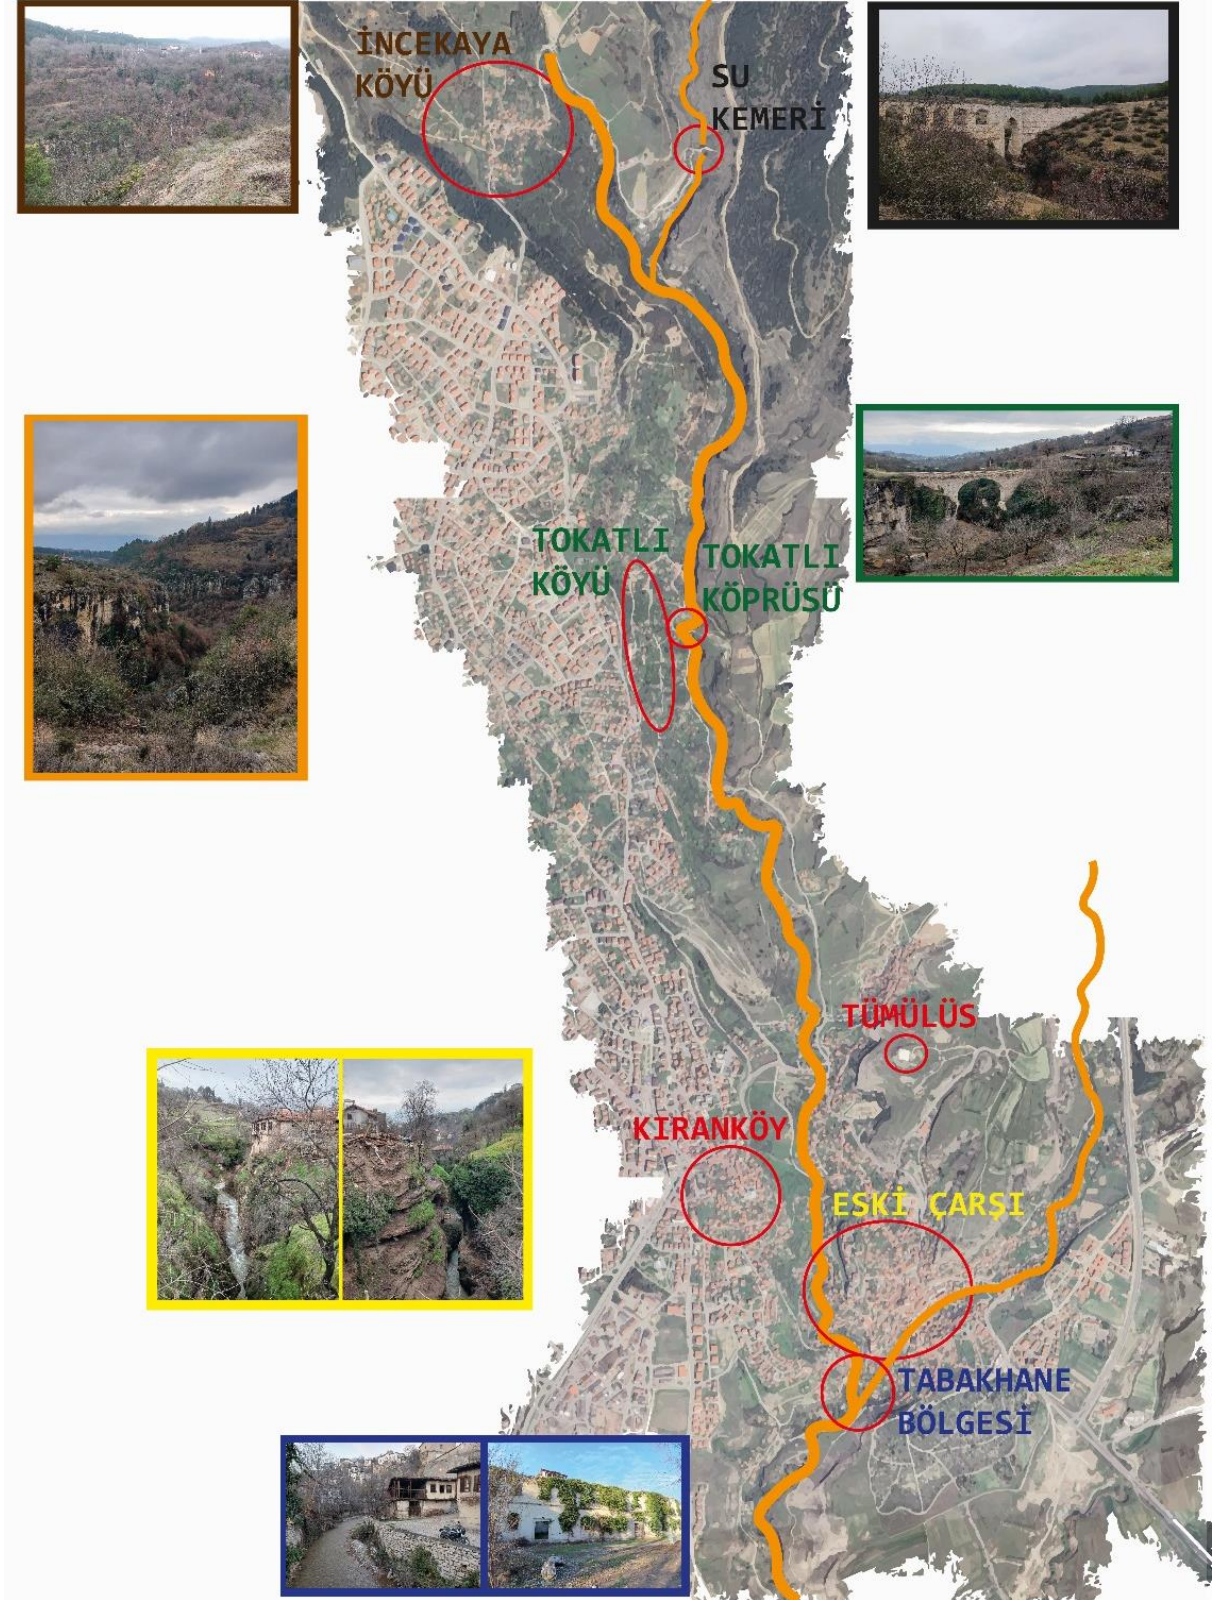 İNCEKAYA
KÖYÜ
SU
KEMERİ
TOKATLI
KÖYÜ
TOKATLI
KÖPRÜSÜ
TÜMÜLÜS
KIRANKÖY
ESKİ ÇARŞI
TABAKHANE
BÖLGESİ